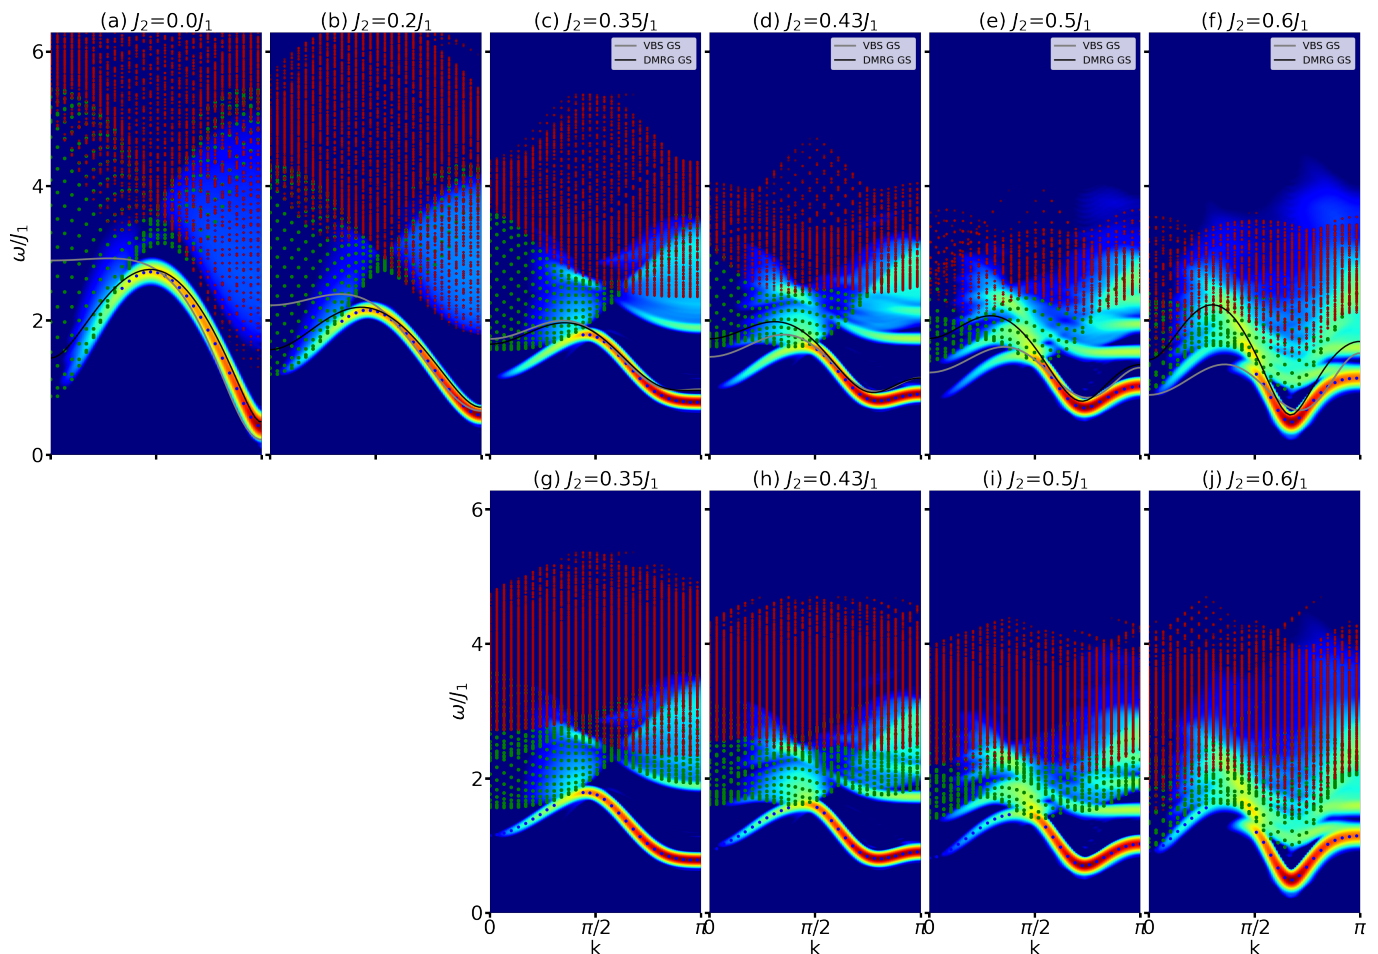 (a) J₂=0.0J₁
(b) J₂=0.2J₁
(c) J₂=0.35J₁
(d) J₂=0.43J₁
(e) J₂=0.5J₁
(f) J₂=0.6J₁
VBS GS
DMRG GS
VBS GS
DMRG GS
VBS GS
DMRG GS
VBS GS
DMRG GS
6
4
2
0
ω/J₁
(g) J₂=0.35J₁
(h) J₂=0.43J₁
(i) J₂=0.5J₁
(j) J₂=0.6J₁
6
4
2
0
ω/J₁
0 π/2 π
0 π/2 π
0 π/2 π
0 π/2 π
k
k
k
k